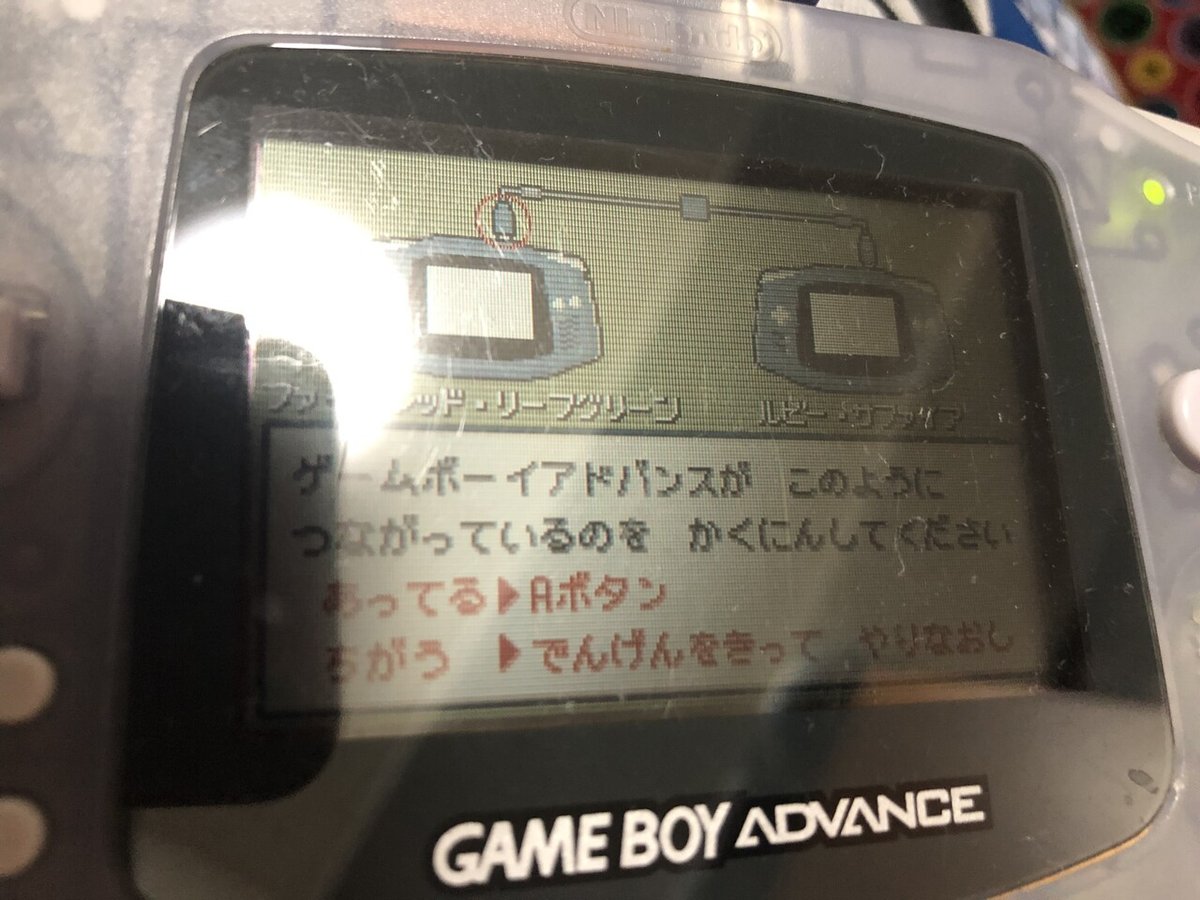 Nintendo
ファ レッド・リーフグリーン
ルビー・サファイア
ゲームボーイアドバンスが このように
つながっているのを かくにんしてください
あってる▶Aボタン
ちがう ▶でんげんをきって やりなおし
GAME BOY ADVANCE